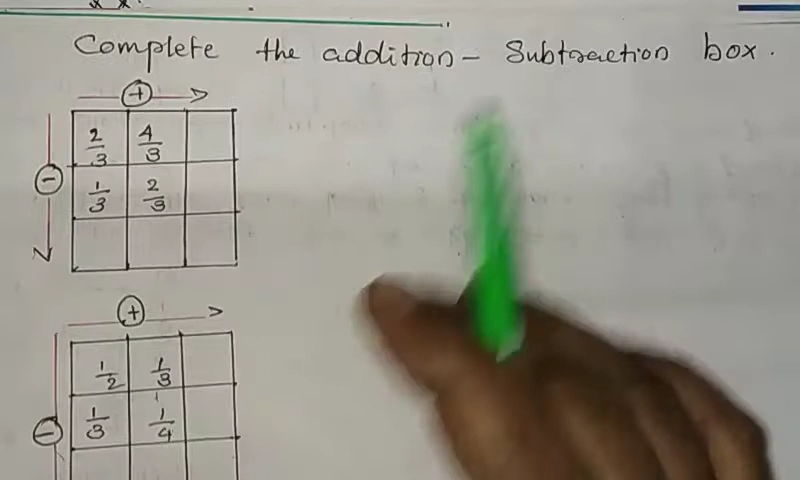 Complete the addition - Subtraction box.
+
2/3 4/3
- 1/3 2/3
+
1/2 1/3
- 1/3 1/4